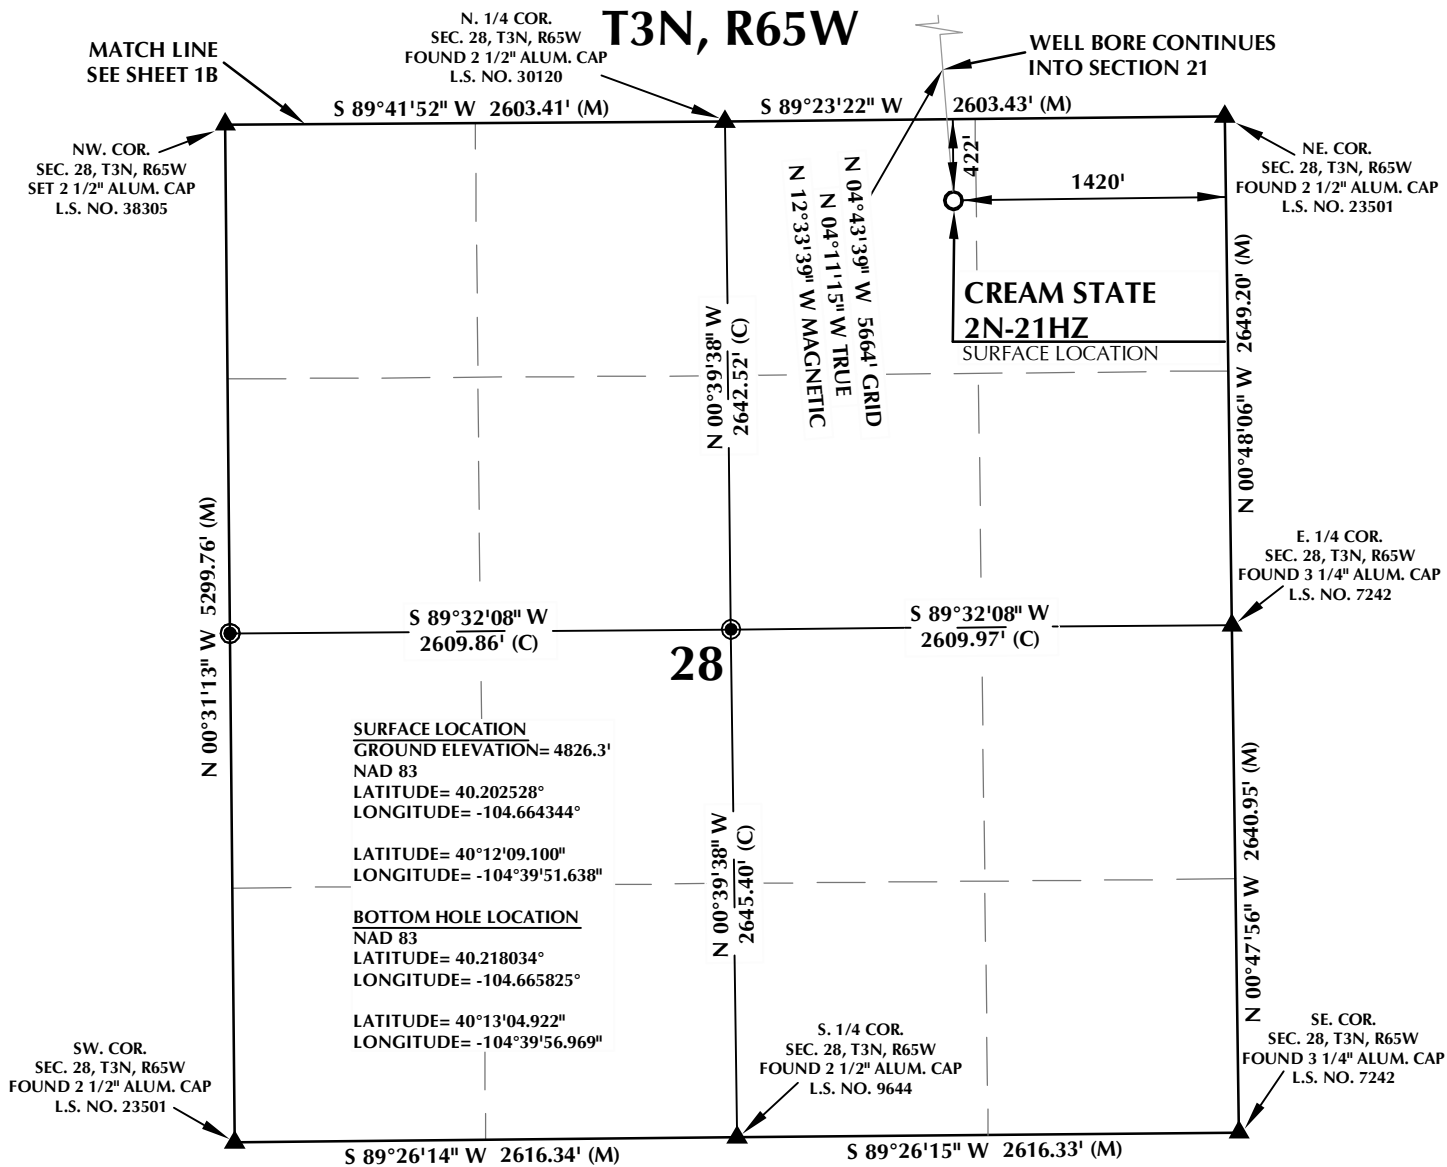 T3N, R65W
N. 1/4 COR.
SEC. 28, T3N, R65W
FOUND 2 1/2" ALUM. CAP
L.S. NO. 30120
MATCH LINE
SEE SHEET 1B
WELL BORE CONTINUES
INTO SECTION 21
S 89°41'52" W 2603.41' (M)
S 89°23'22" W 2603.43' (M)
NW. COR.
SEC. 28, T3N, R65W
SET 2 1/2" ALUM. CAP
L.S. NO. 38305
NE. COR.
SEC. 28, T3N, R65W
FOUND 2 1/2" ALUM. CAP
L.S. NO. 23501
422'
1420'
N 04°43'39" W 5664' GRID
N 04°11'15" W TRUE
N 12°33'39" W MAGNETIC
CREAM STATE
2N-21HZ
SURFACE LOCATION
N 00°39'38" W
2642.52' (C)
N 00°48'06" W 2649.20' (M)
N 00°31'13" W 5299.76' (M)
E. 1/4 COR.
SEC. 28, T3N, R65W
FOUND 3 1/4" ALUM. CAP
L.S. NO. 7242
S 89°32'08" W
2609.86' (C)
S 89°32'08" W
2609.97' (C)
28
SURFACE LOCATION
GROUND ELEVATION= 4826.3'
NAD 83
LATITUDE= 40.202528°
LONGITUDE= -104.664344°
LATITUDE= 40°12'09.100"
LONGITUDE= -104°39'51.638"
BOTTOM HOLE LOCATION
NAD 83
LATITUDE= 40.218034°
LONGITUDE= -104.665825°
LATITUDE= 40°13'04.922"
LONGITUDE= -104°39'56.969"
N 00°39'38" W
2645.40' (C)
N 00°47'56" W 2640.95' (M)
SW. COR.
SEC. 28, T3N, R65W
FOUND 2 1/2" ALUM. CAP
L.S. NO. 23501
S. 1/4 COR.
SEC. 28, T3N, R65W
FOUND 2 1/2" ALUM. CAP
L.S. NO. 9644
SE. COR.
SEC. 28, T3N, R65W
FOUND 3 1/4" ALUM. CAP
L.S. NO. 7242
S 89°26'14" W 2616.34' (M)
S 89°26'15" W 2616.33' (M)